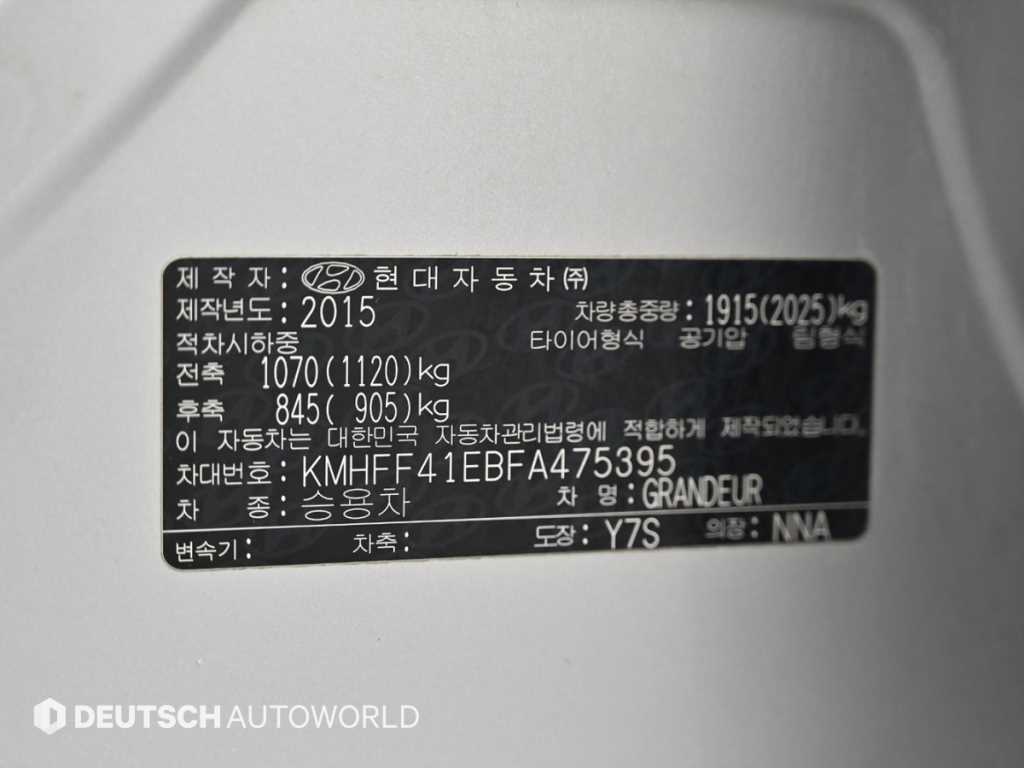 제 작 자 : 현대자동차㈜
제작년도 : 2015 차량총중량 : 1915(2025)kg
적차시하중 타이어형식 공기압 림형식
전축 1070(1120)kg
후축 845( 905)kg
이 자동차는 대한민국 자동차관리법령에 적합하게 제작되었습니다.
차대번호 : KMHFF41EBFA475395
차 종 : 승용차 차 명 : GRANDEUR
변속기 : 차축 : 도장 : Y7S 의장 : NNA
DEUTSCH AUTOWORLD